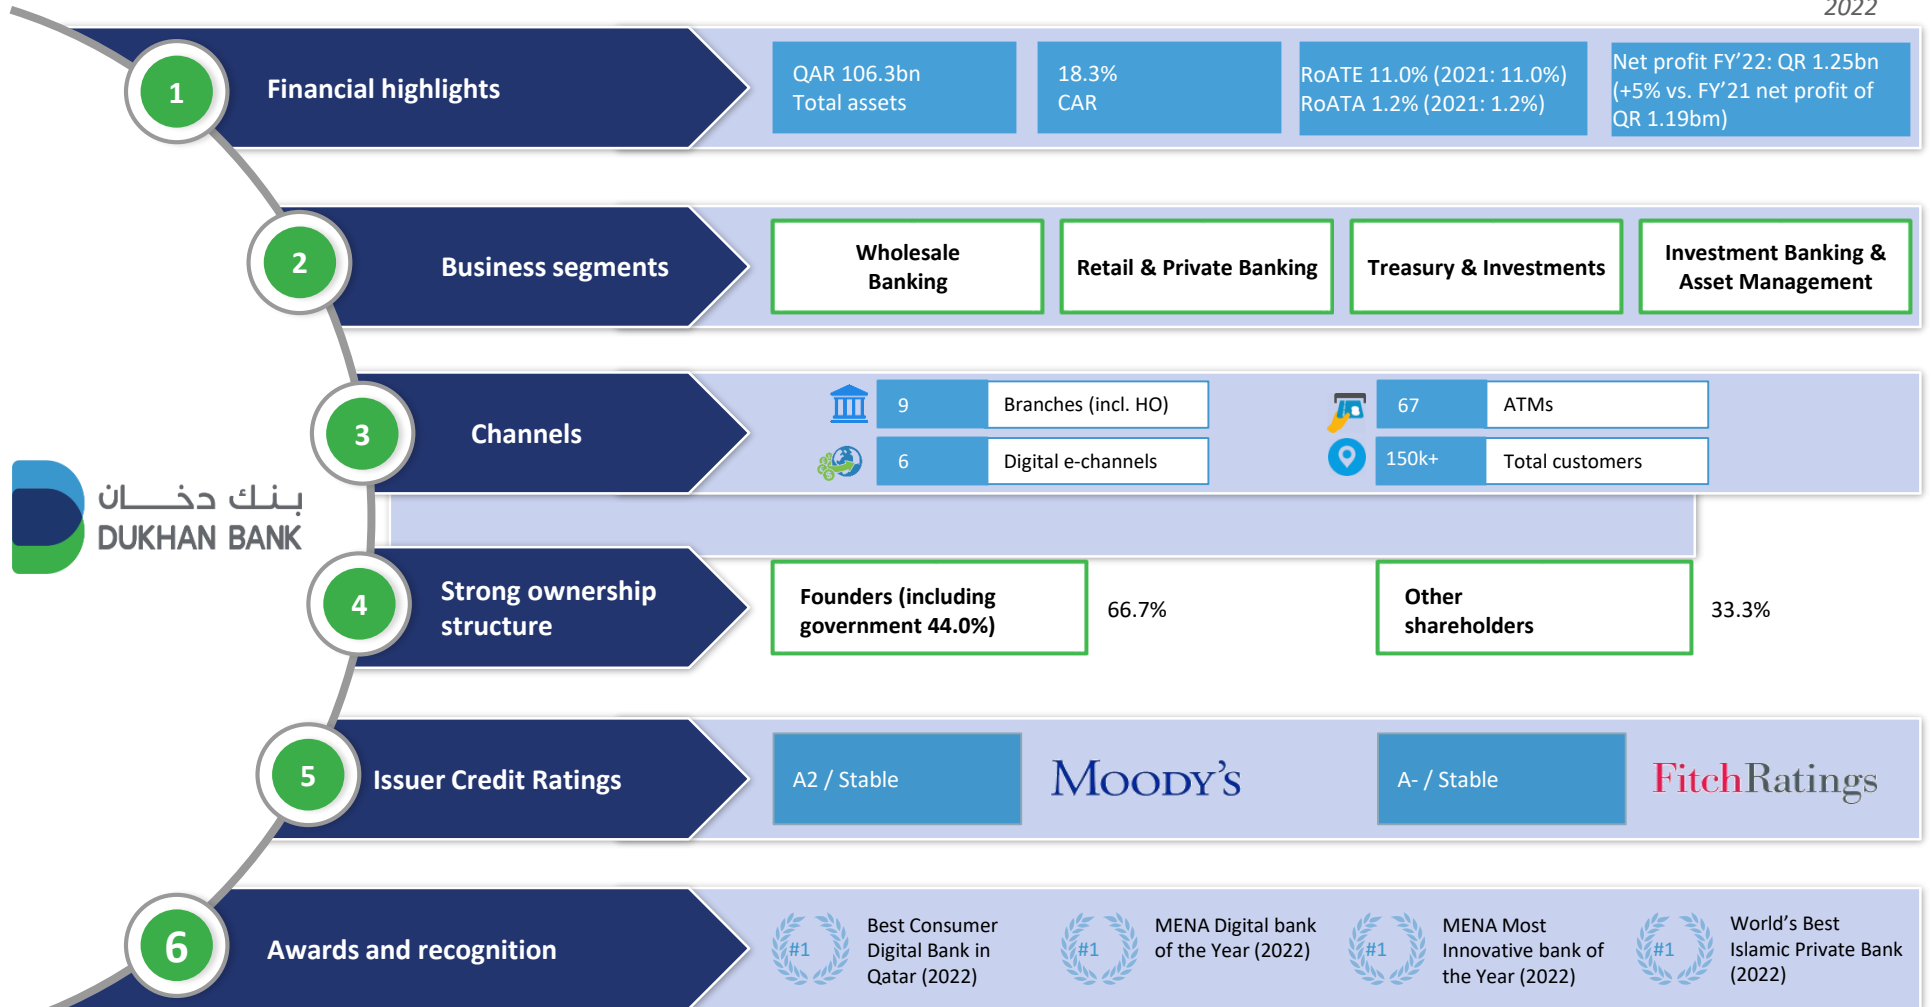 2022
1
Financial highlights
QAR 106.3bn
Total assets
18.3%
CAR
RoATE 11.0% (2021: 11.0%)
RoATA 1.2% (2021: 1.2%)
Net profit FY’22: QR 1.25bn
(+5% vs. FY’21 net profit of
QR 1.19bm)
2
Business segments
Wholesale
Banking
Retail & Private Banking
Treasury & Investments
Investment Banking &
Asset Management
3
Channels
9
Branches (incl. HO)
67
ATMs
6
Digital e-channels
150k+
Total customers
بنك دخان
DUKHAN BANK
4
Strong ownership
structure
Founders (including
government 44.0%)
66.7%
Other
shareholders
33.3%
5
Issuer Credit Ratings
A2 / Stable
MOODY’S
A- / Stable
FitchRatings
6
Awards and recognition
#1
Best Consumer
Digital Bank in
Qatar (2022)
#1
MENA Digital bank
of the Year (2022)
#1
MENA Most
Innovative bank of
the Year (2022)
#1
World’s Best
Islamic Private Bank
(2022)